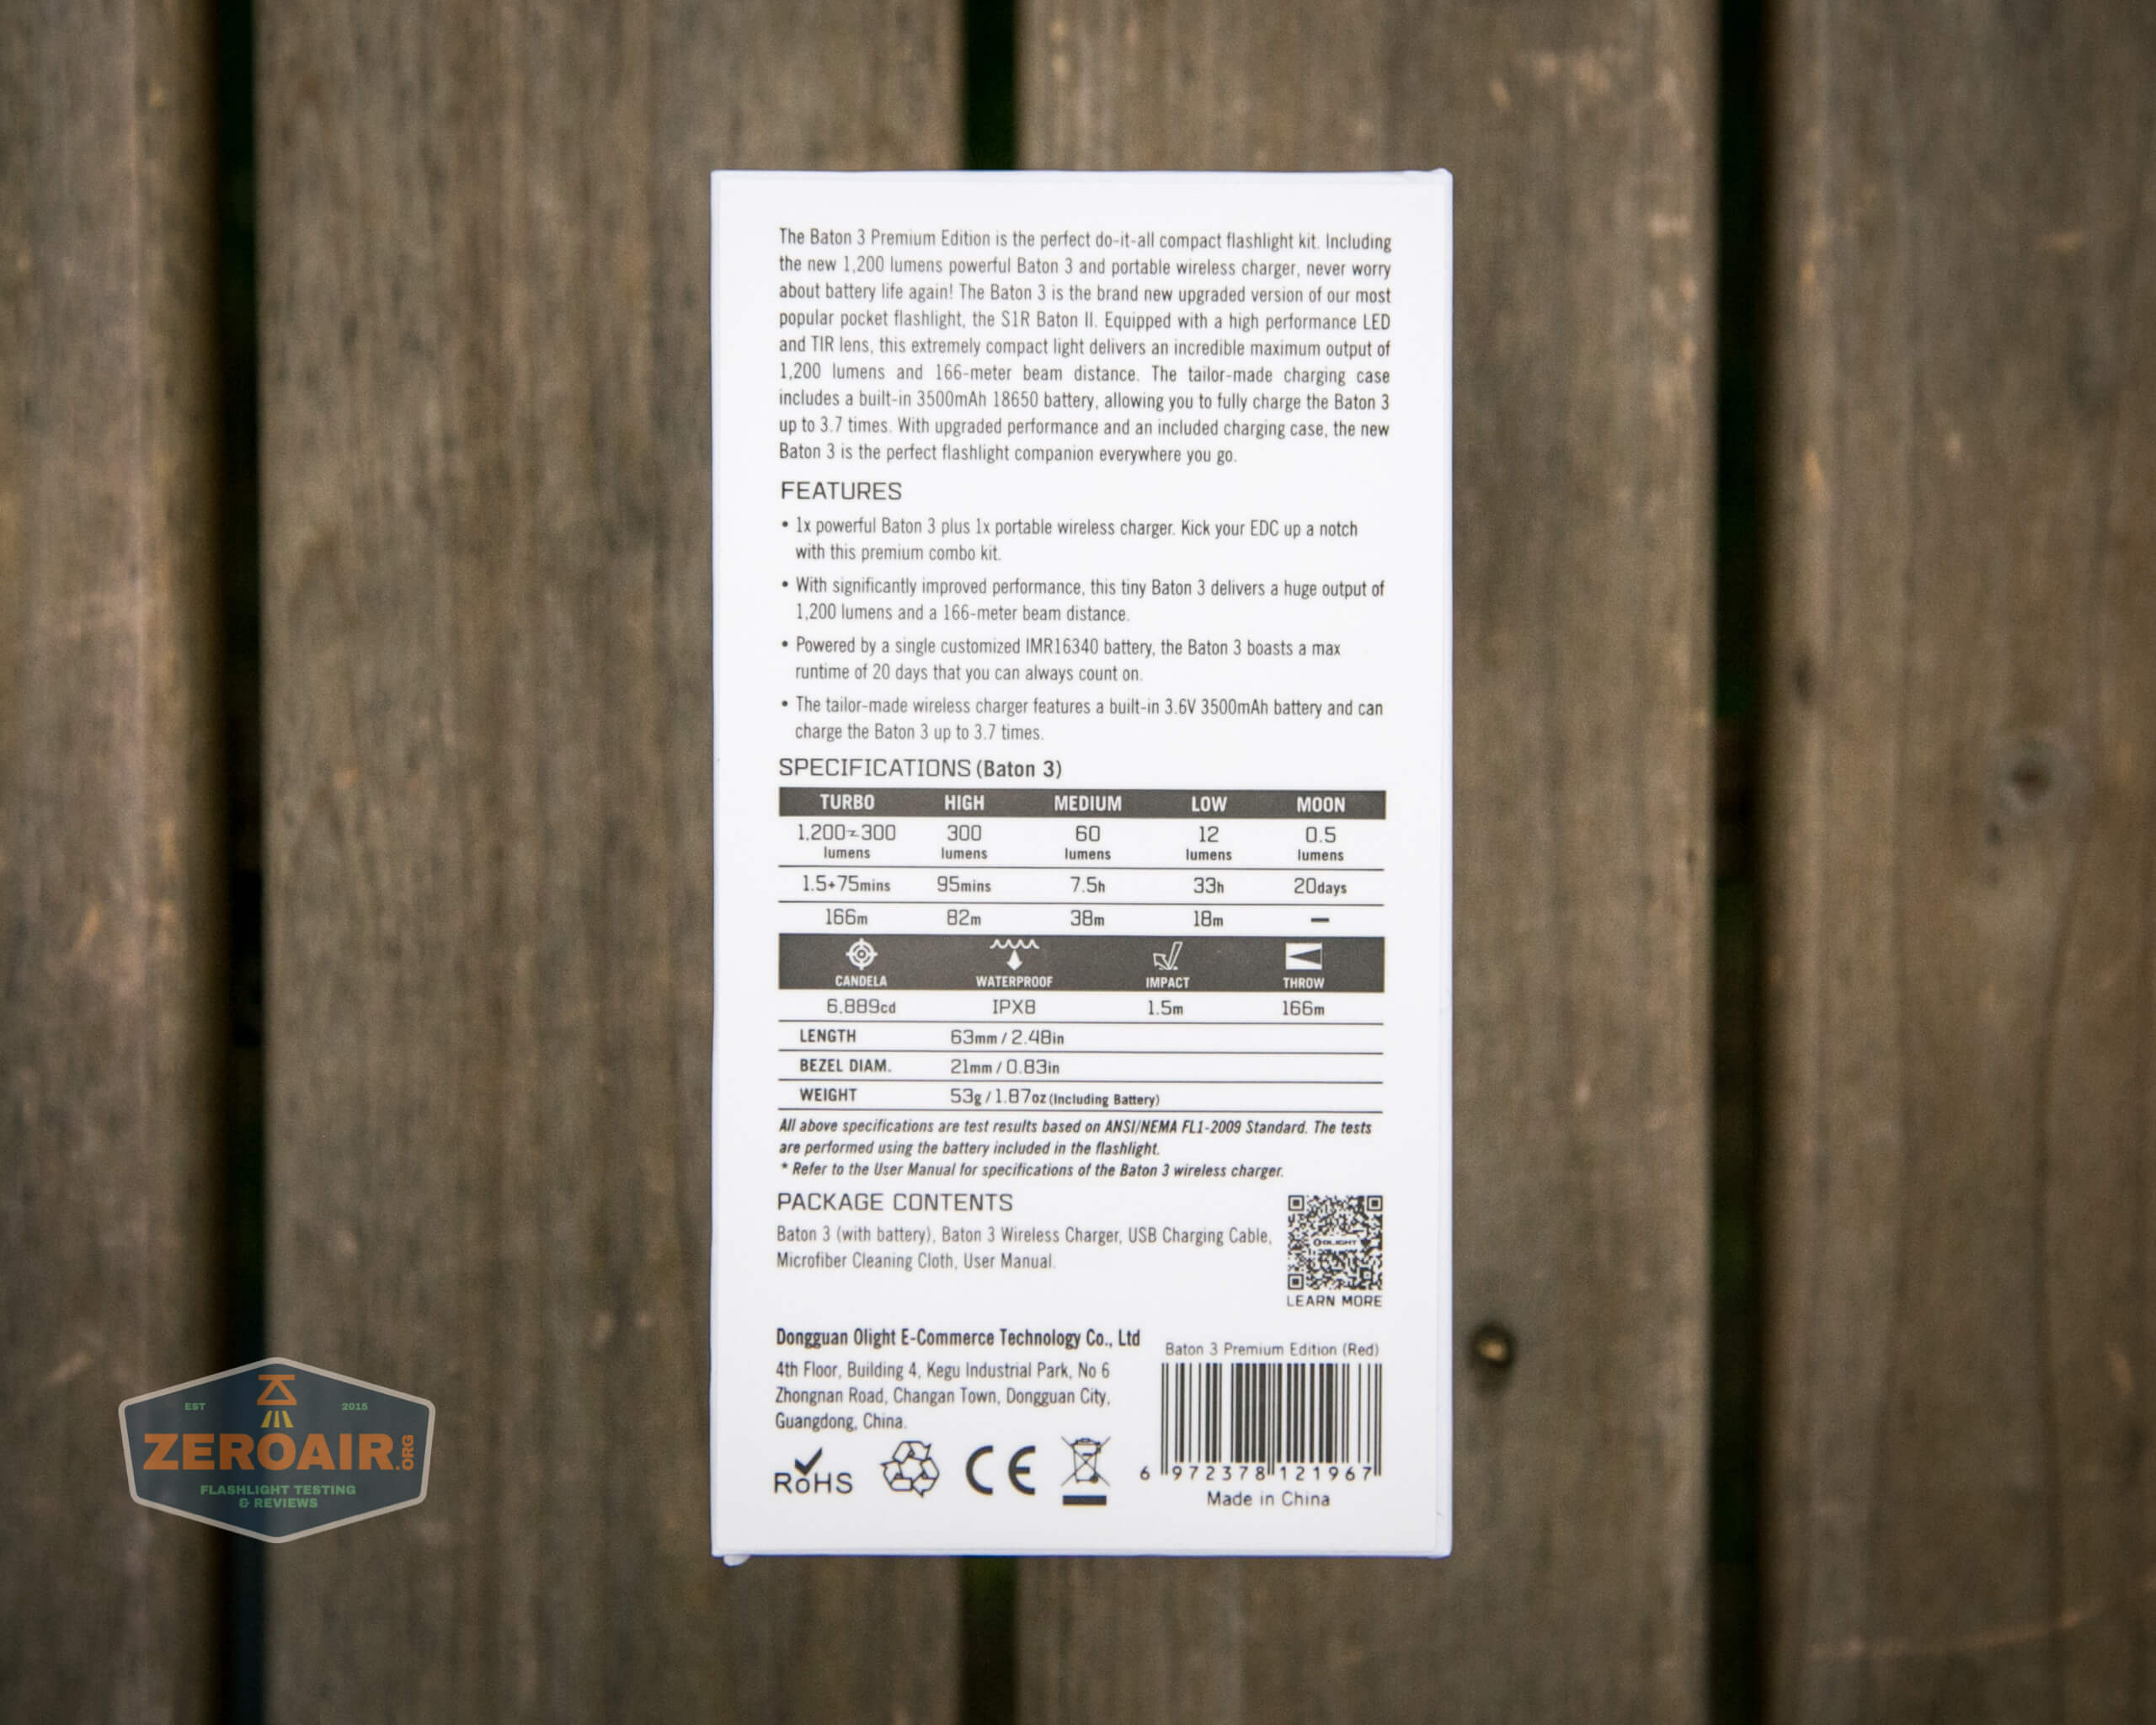 The Baton 3 Premium Edition is the perfect do-it-all compact flashlight kit. Including
the new 1,200 lumens powerful Baton 3 and portable wireless charger, never worry
about battery life again! The Baton 3 is the brand new upgraded version of our most
popular pocket flashlight, the S1R Baton II. Equipped with a high performance LED
and TIR lens, this extremely compact light delivers an incredible maximum output of
1,200 lumens and 166-meter beam distance. The tailor-made charging case
includes a built-in 3500mAh 18650 battery, allowing you to fully charge the Baton 3
up to 3.7 times. With upgraded performance and an included charging case, the new
Baton 3 is the perfect flashlight companion everywhere you go.
FEATURES
• 1x powerful Baton 3 plus 1x portable wireless charger. Kick your EDC up a notch
with this premium combo kit.
• With significantly improved performance, this tiny Baton 3 delivers a huge output of
1,200 lumens and a 166-meter beam distance.
• Powered by a single customized IMR16340 battery, the Baton 3 boasts a max
runtime of 20 days that you can always count on.
• The tailor-made wireless charger features a built-in 3.6V 3500mAh battery and can
charge the Baton 3 up to 3.7 times.
SPECIFICATIONS (Baton 3)
TURBO HIGH MEDIUM LOW MOON
1,200~300 300 60 12 0.5
lumens lumens lumens lumens lumens
1.5+75mins 95mins 7.5h 33h 20days
166m 82m 38m 18m —
CANDELA WATERPROOF IMPACT THROW
6,889cd IPX8 1.5m 166m
LENGTH 63mm / 2.48in
BEZEL DIAM. 21mm / 0.83in
WEIGHT 53g / 1.87oz (Including Battery)
All above specifications are test results based on ANSI/NEMA FL1-2009 Standard. The tests
are performed using the battery included in the flashlight.
* Refer to the User Manual for specifications of the Baton 3 wireless charger.
PACKAGE CONTENTS
Baton 3 (with battery), Baton 3 Wireless Charger, USB Charging Cable,
Microfiber Cleaning Cloth, User Manual.
OLIGHT
LEARN MORE
Dongguan Olight E-Commerce Technology Co., Ltd
4th Floor, Building 4, Kegu Industrial Park, No 6
Zhongnan Road, Changan Town, Dongguan City,
Guangdong, China.
RoHS CE
Baton 3 Premium Edition (Red)
6 972378 121967
Made in China
EST 2015
ZEROAIR.ORG
FLASHLIGHT TESTING
& REVIEWS